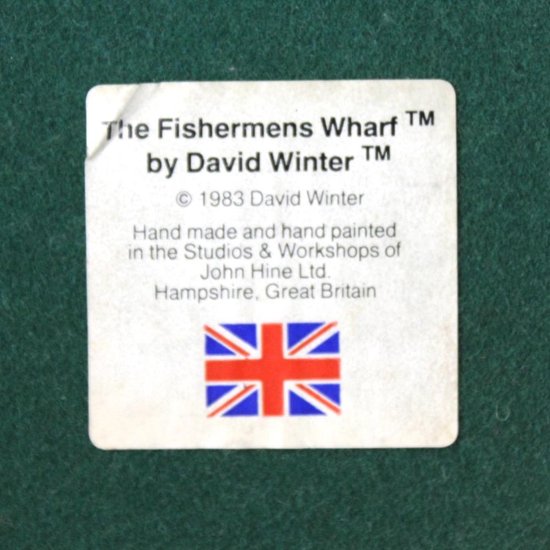 The Fishermens Wharf ™
by David Winter ™
© 1983 David Winter
Hand made and hand painted
in the Studios & Workshops of
John Hine Ltd.
Hampshire, Great Britain